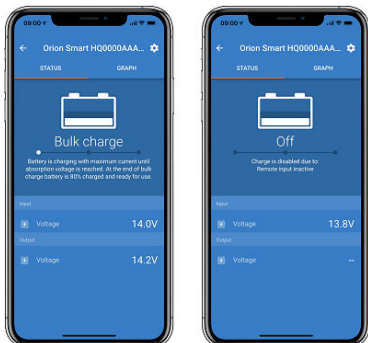 09:00
Orion Smart HQ0000AAA...
STATUS GRAPH
Bulk charge
Battery is charging with maximum current until
absorption voltage is reached. At the end of bulk
charge battery is 80% charged and ready for use.
Input
Voltage 14.0V
Output
Voltage 14.2V
09:00
Orion Smart HQ0000AAA...
STATUS GRAPH
Off
Charge is disabled due to:
Remote input inactive
Input
Voltage 13.8V
Output
Voltage --